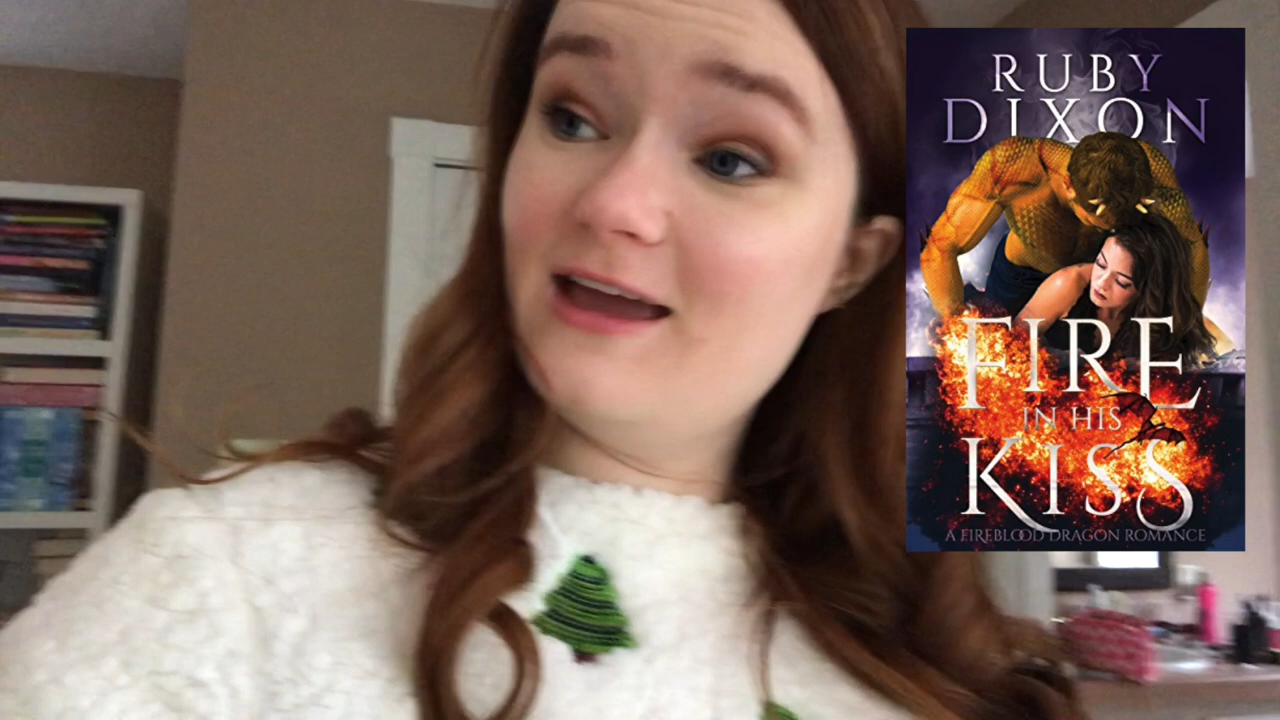 RUBY
DIXON
FIRE
IN HIS
KISS
A FIREBLOOD DRAGON ROMANCE